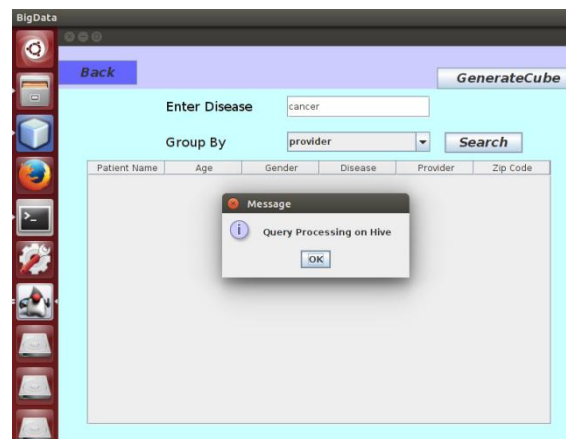 BigData
Back
GenerateCube
Enter Disease cancer
Group By provider Search
Patient Name Age Gender Disease Provider Zip Code
Message
Query Processing on Hive
OK